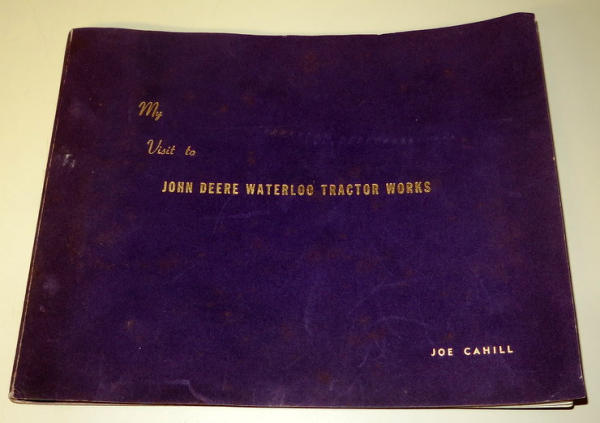 My
Visit to
JOHN DEERE WATERLOO TRACTOR WORKS
JOE CAHILL